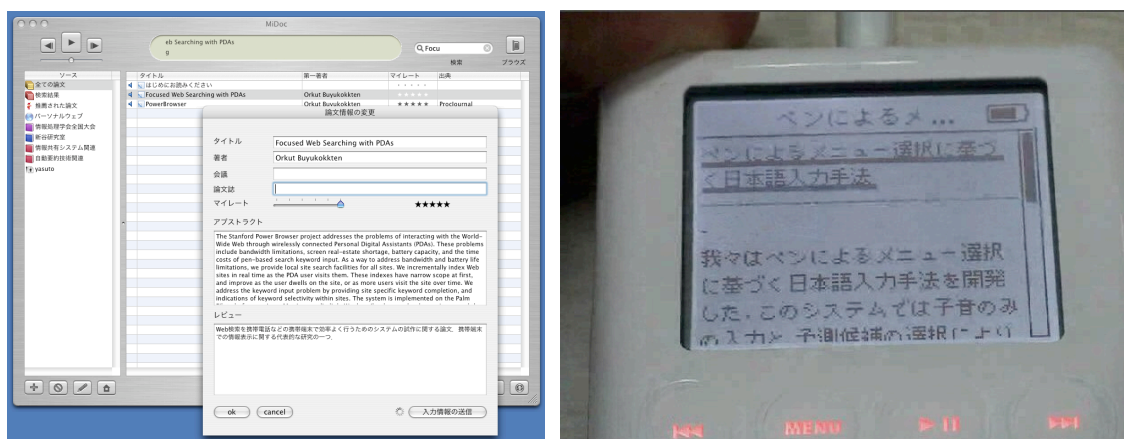 MiDoc
eb Searching with PDAs
g
Focu
検索
ブラウズ
ソース
全ての論文
検索結果
推薦された論文
パーソナルウェブ
情報処理学会全国大会
新谷研究室
情報共有システム関連
自動要約技術関連
yasuto
タイトル 第一著者 マイレート 出典
はじめにお読みください
Focused Web Searching with PDAs Orkut Buyukokkten
PowerBrowser Orkut Buyukokkten ★★★★★ ProcJournal
論文情報の変更
タイトル Focused Web Searching with PDAs
著者 Orkut Buyukokkten
会議
論文誌
マイレート ★★★★★
アブストラクト
The Stanford Power Browser project addresses the problems of interacting with the World-
Wide Web through wirelessly connected Personal Digital Assistants (PDAs). These problems
include bandwidth limitations, screen real-estate shortage, battery capacity, and the time
costs of pen-based search keyword input. As a way to address bandwidth and battery life
limitations, we provide local site search facilities for all sites. We incrementally index Web
sites in real time as the PDA user visits them. These indexes have narrow scope at first,
and improve as the user dwells on the site, or as more users visit the site over time. We
address the keyword input problem by providing site specific keyword completion, and
indications of keyword selectivity within sites. The system is implemented on the Palm
レビュー
Web検索を携帯電話などの携帯端末で効率よく行うためのシステムの試作に関する論文. 携帯端末
での情報表示に関する代表的な研究の一つ.
ok cancel 入力情報の送信
ペンによるメ...
ペンによるメニュー選択に基づ
く日本語入力手法
我々はペンによるメニュー選択
に基づく日本語入力手法を開発
した.このシステムでは子音のみ
の入力と 予測候補の選択により
MENU